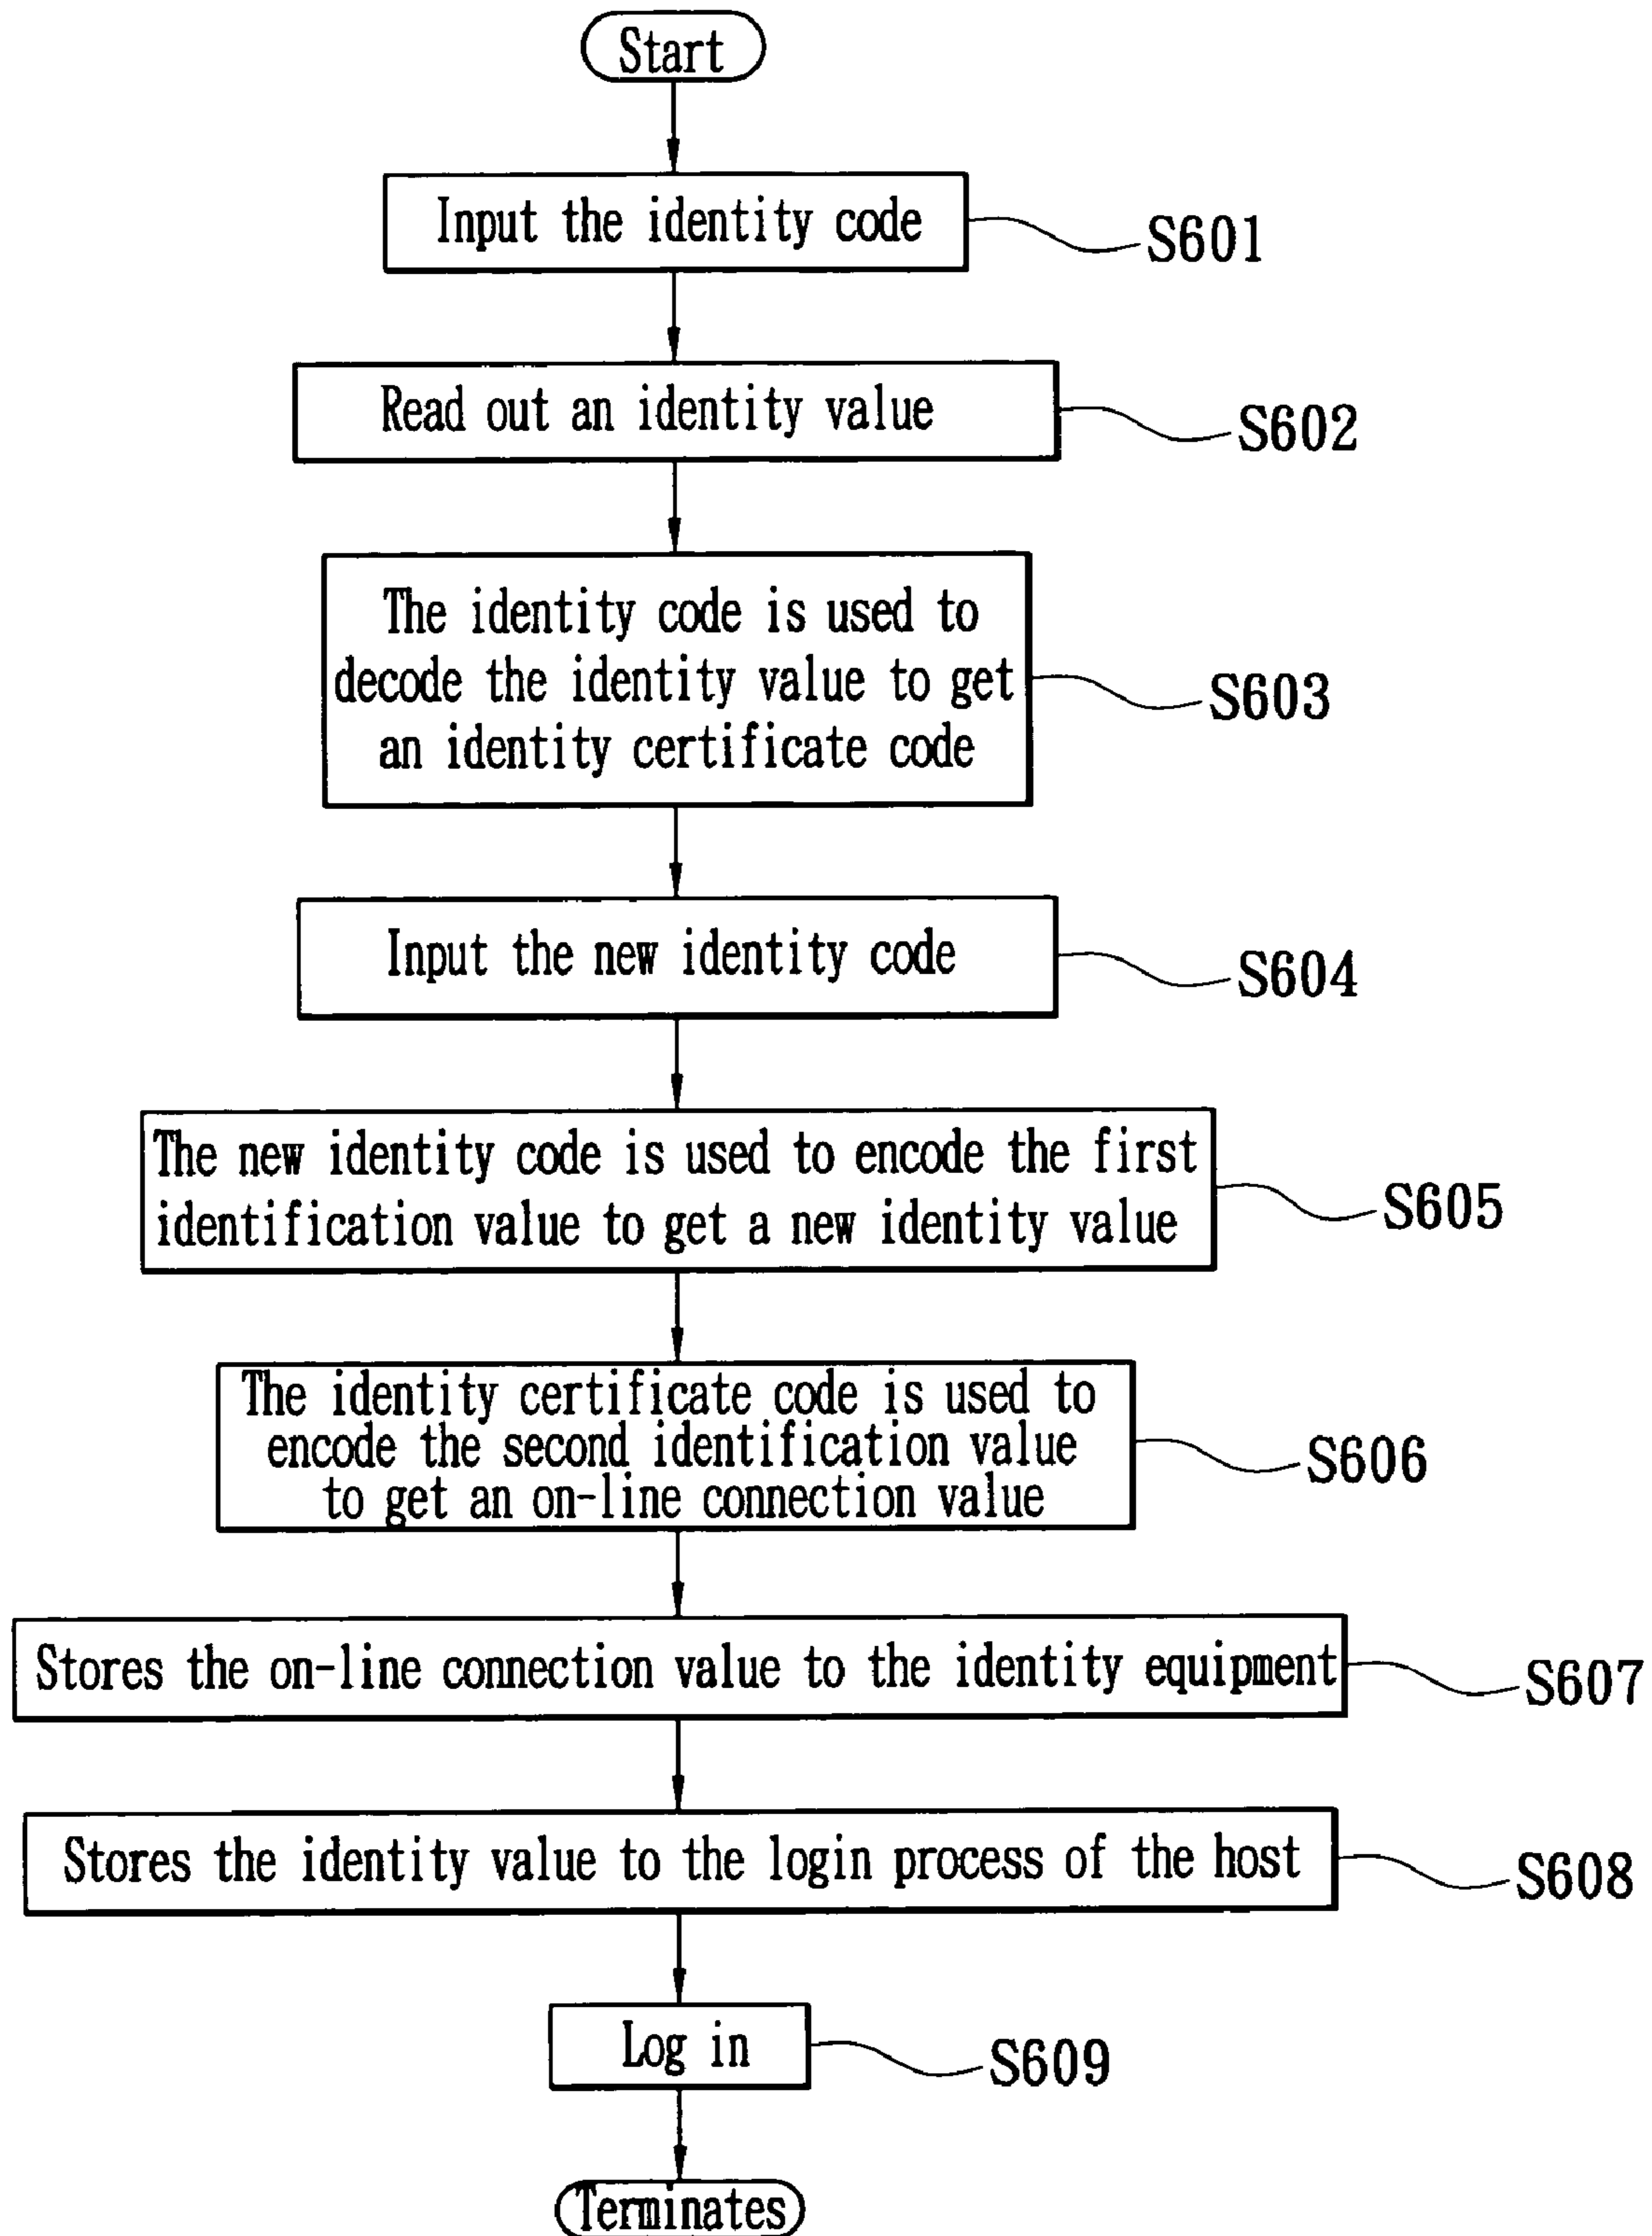 Start
Input the identity code
S601
Read out an identity value
S602
The identity code is used to
decode the identity value to get
an identity certificate code
S603
Input the new identity code
S604
The new identity code is used to encode the first
identification value to get a new identity value
S605
The identity certificate code is used to
encode the second identification value
to get an on-line connection value
S606
Stores the on-line connection value to the identity equipment
S607
Stores the identity value to the login process of the host
S608
Log in
S609
Terminates